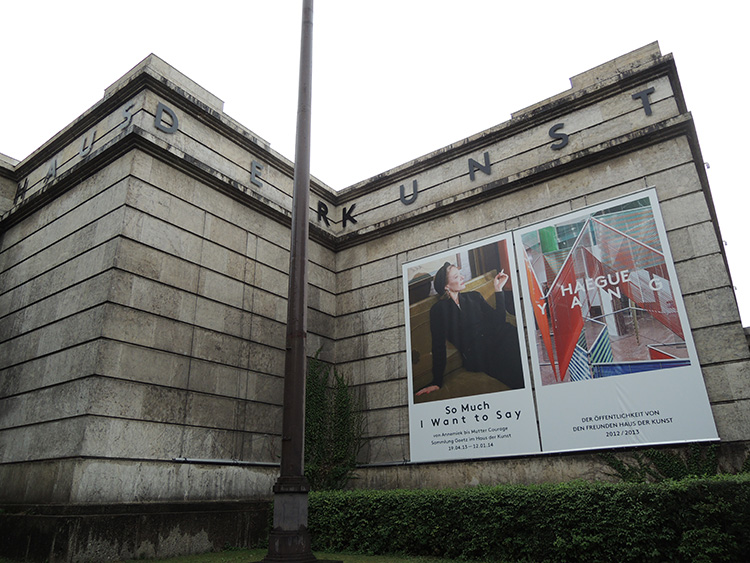 HAUS DER KUNST
So Much
I Want to Say
von Annemiek bis Mutter Courage
Sammlung Goetz im Haus der Kunst
19.04.13 – 12.01.14
HAEGUE
YANG
DER ÖFFENTLICHKEIT VON
DEN FREUNDEN HAUS DER KUNST
2012 / 2013